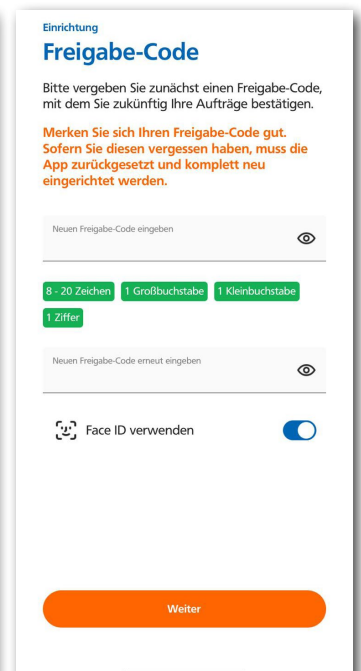 Einrichtung
Freigabe-Code
Bitte vergeben Sie zunächst einen Freigabe-Code,
mit dem Sie zukünftig Ihre Aufträge bestätigen.
Merken Sie sich Ihren Freigabe-Code gut.
Sofern Sie diesen vergessen haben, muss die
App zurückgesetzt und komplett neu
eingerichtet werden.
Neuen Freigabe-Code eingeben
8 - 20 Zeichen 1 Großbuchstabe 1 Kleinbuchstabe
1 Ziffer
Neuen Freigabe-Code erneut eingeben
Face ID verwenden
Weiter